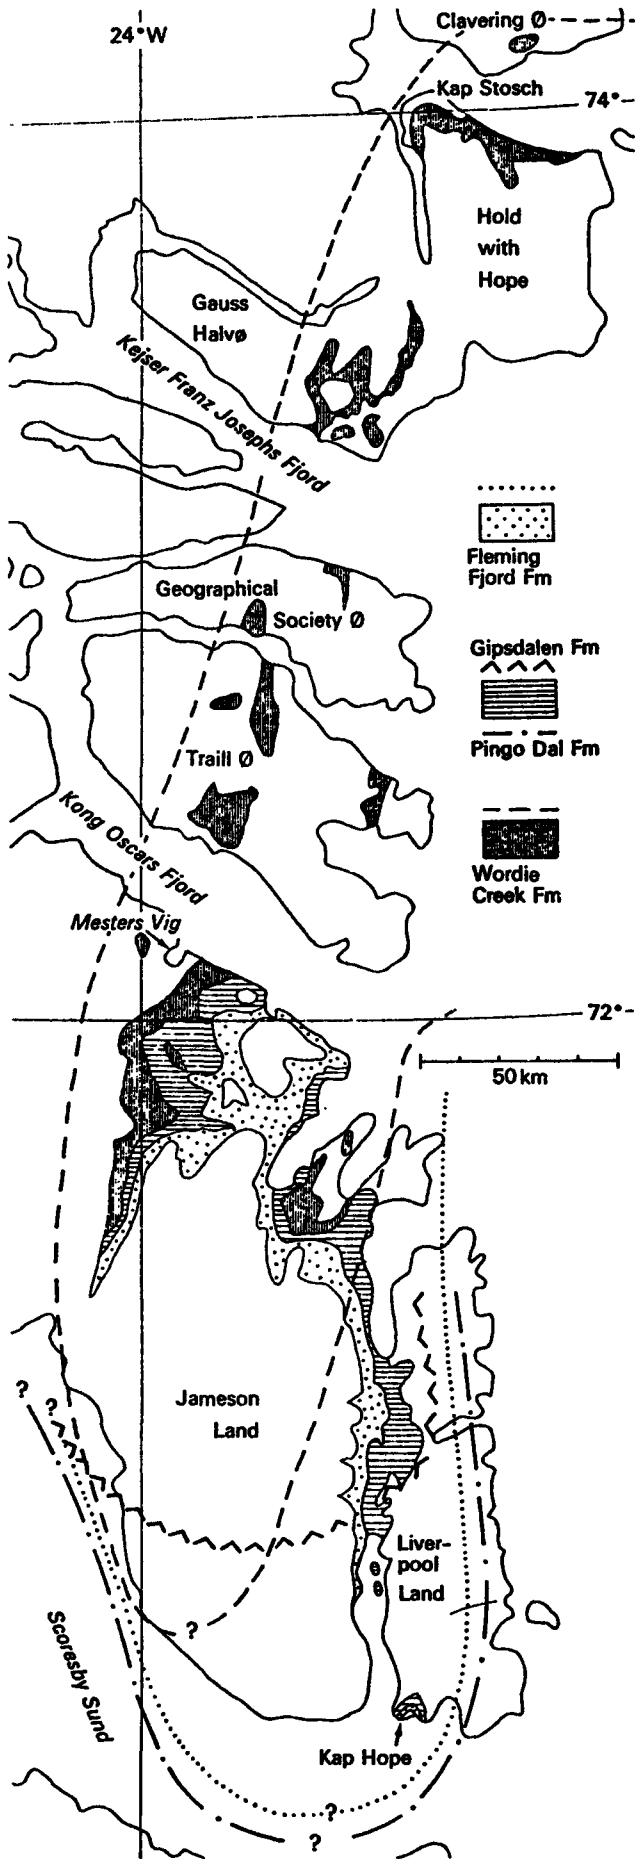 24°W
Clavering Ø
Kap Stosch
74°
Hold
with
Hope
Gauss
Halvø
Kejser Franz Josephs Fjord
Fleming
Fjord Fm
Geographical
Society Ø
Gipsdalen Fm
Pingo Dal Fm
Traill Ø
Kong Oscars Fjord
Wordie
Creek Fm
Mesters Vig
72°
50 km
?
?
Jameson
Land
Liver-
pool
Land
?
Scoresby Sund
Kap Hope
?
?